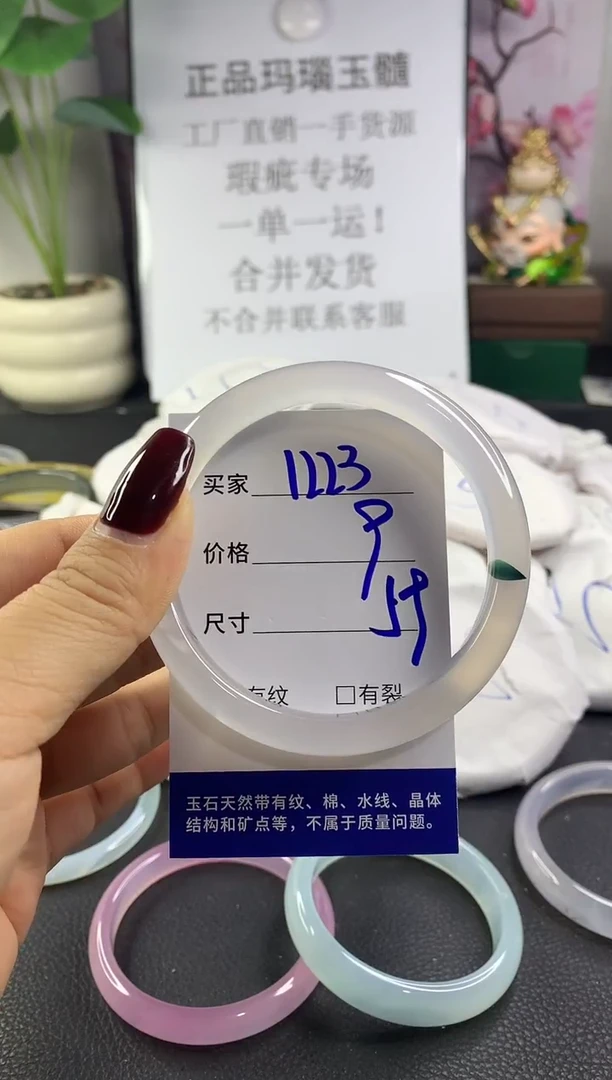 正品玛瑙玉髓
工厂直销一手货源
瑕疵专场
一单一运！
合并发货
不合并联系客服
买家 1223
价格 9
尺寸
有纹 □有裂
玉石天然带有纹、棉、水线、晶体
结构和矿点等，不属于质量问题。